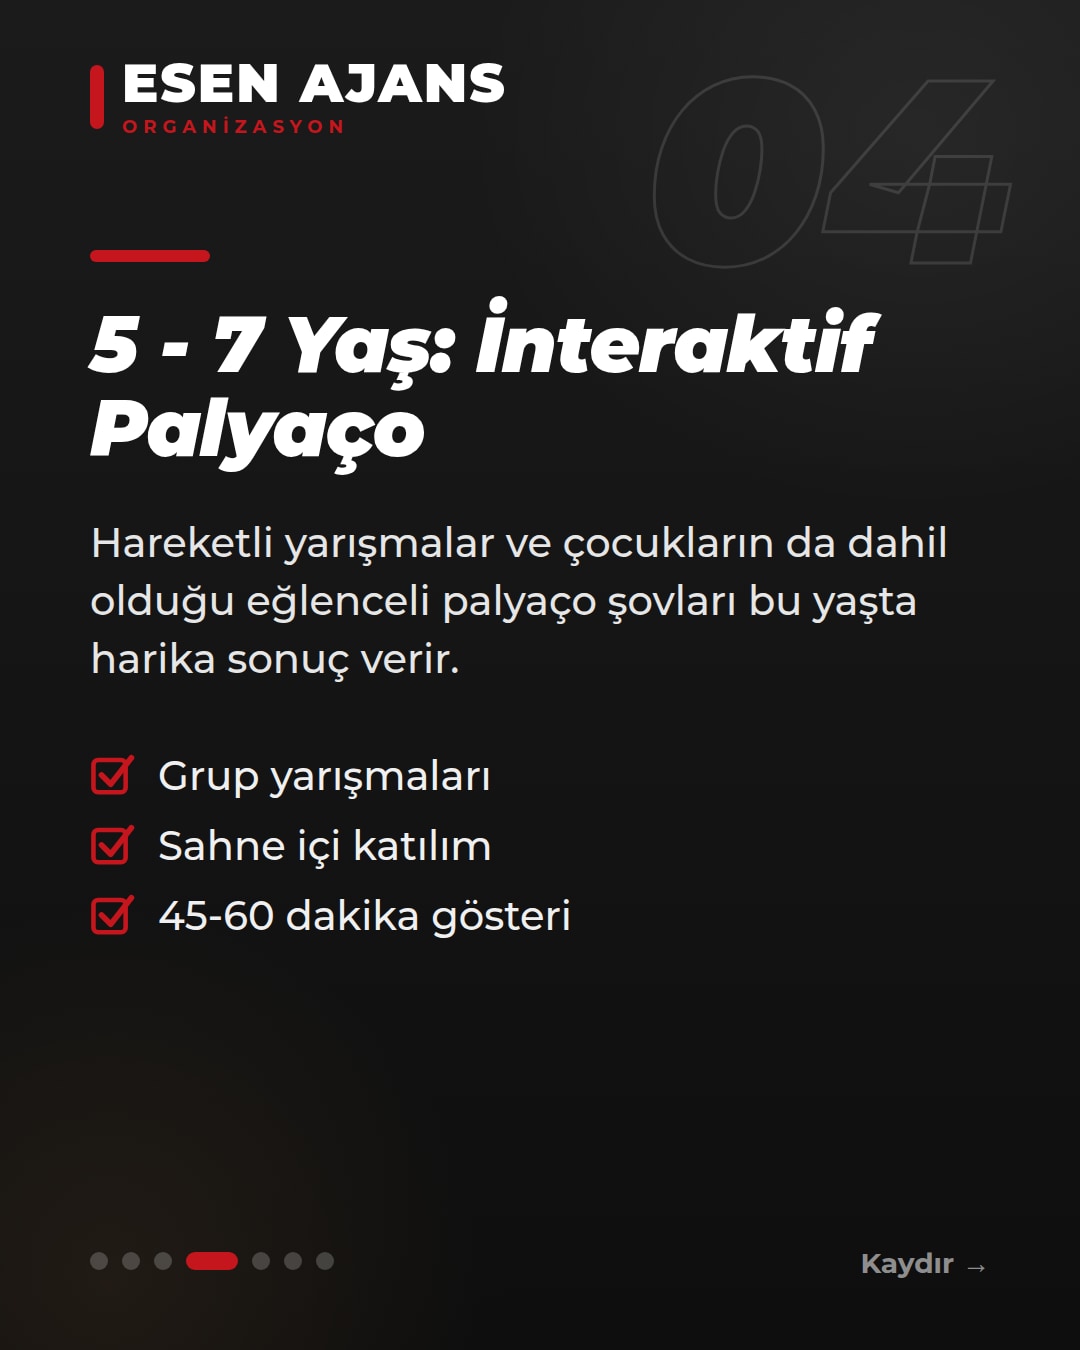 ESEN AJANS
ORGANİZASYON
04
5 - 7 Yaş: İnteraktif
Palyaço
Hareketli yarışmalar ve çocukların da dahil
olduğu eğlenceli palyaço şovları bu yaşta
harika sonuç verir.
Grup yarışmaları
Sahne içi katılım
45-60 dakika gösteri
Kaydır →